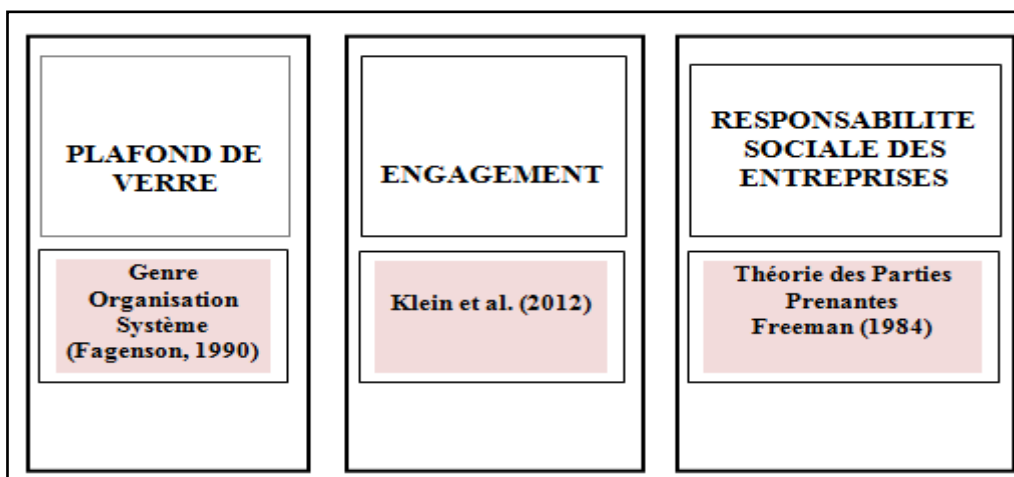 PLAFOND DE
VERRE
Genre
Organisation
Système
(Fagenson, 1990)
ENGAGEMENT
Klein et al. (2012)
RESPONSABILITE
SOCIALE DES
ENTREPRISES
Théorie des Parties
Prenantes
Freeman (1984)